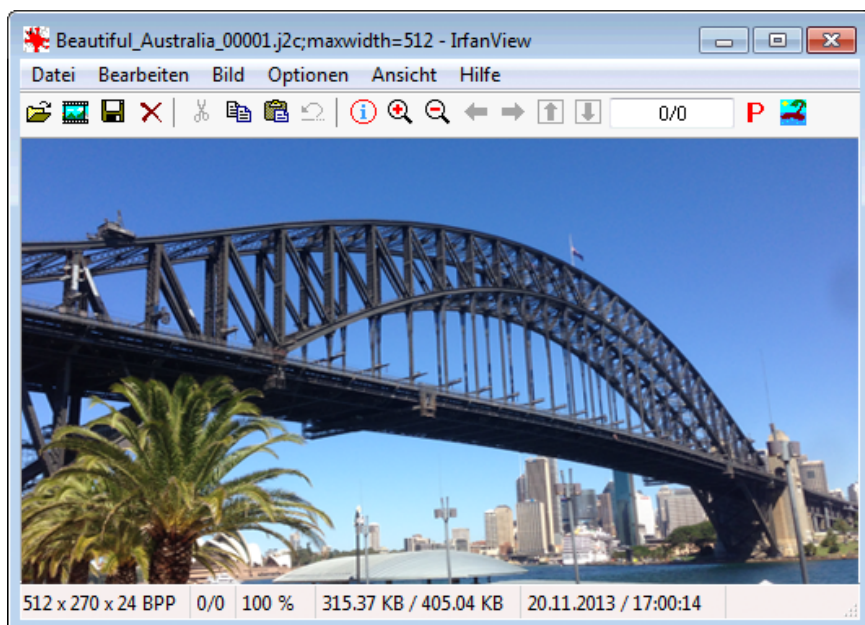 Beautiful_Australia_00001.j2c;maxwidth=512 - IrfanView
Datei Bearbeiten Bild Optionen Ansicht Hilfe
0/0 P
512 x 270 x 24 BPP 0/0 100 % 315.37 KB / 405.04 KB 20.11.2013 / 17:00:14